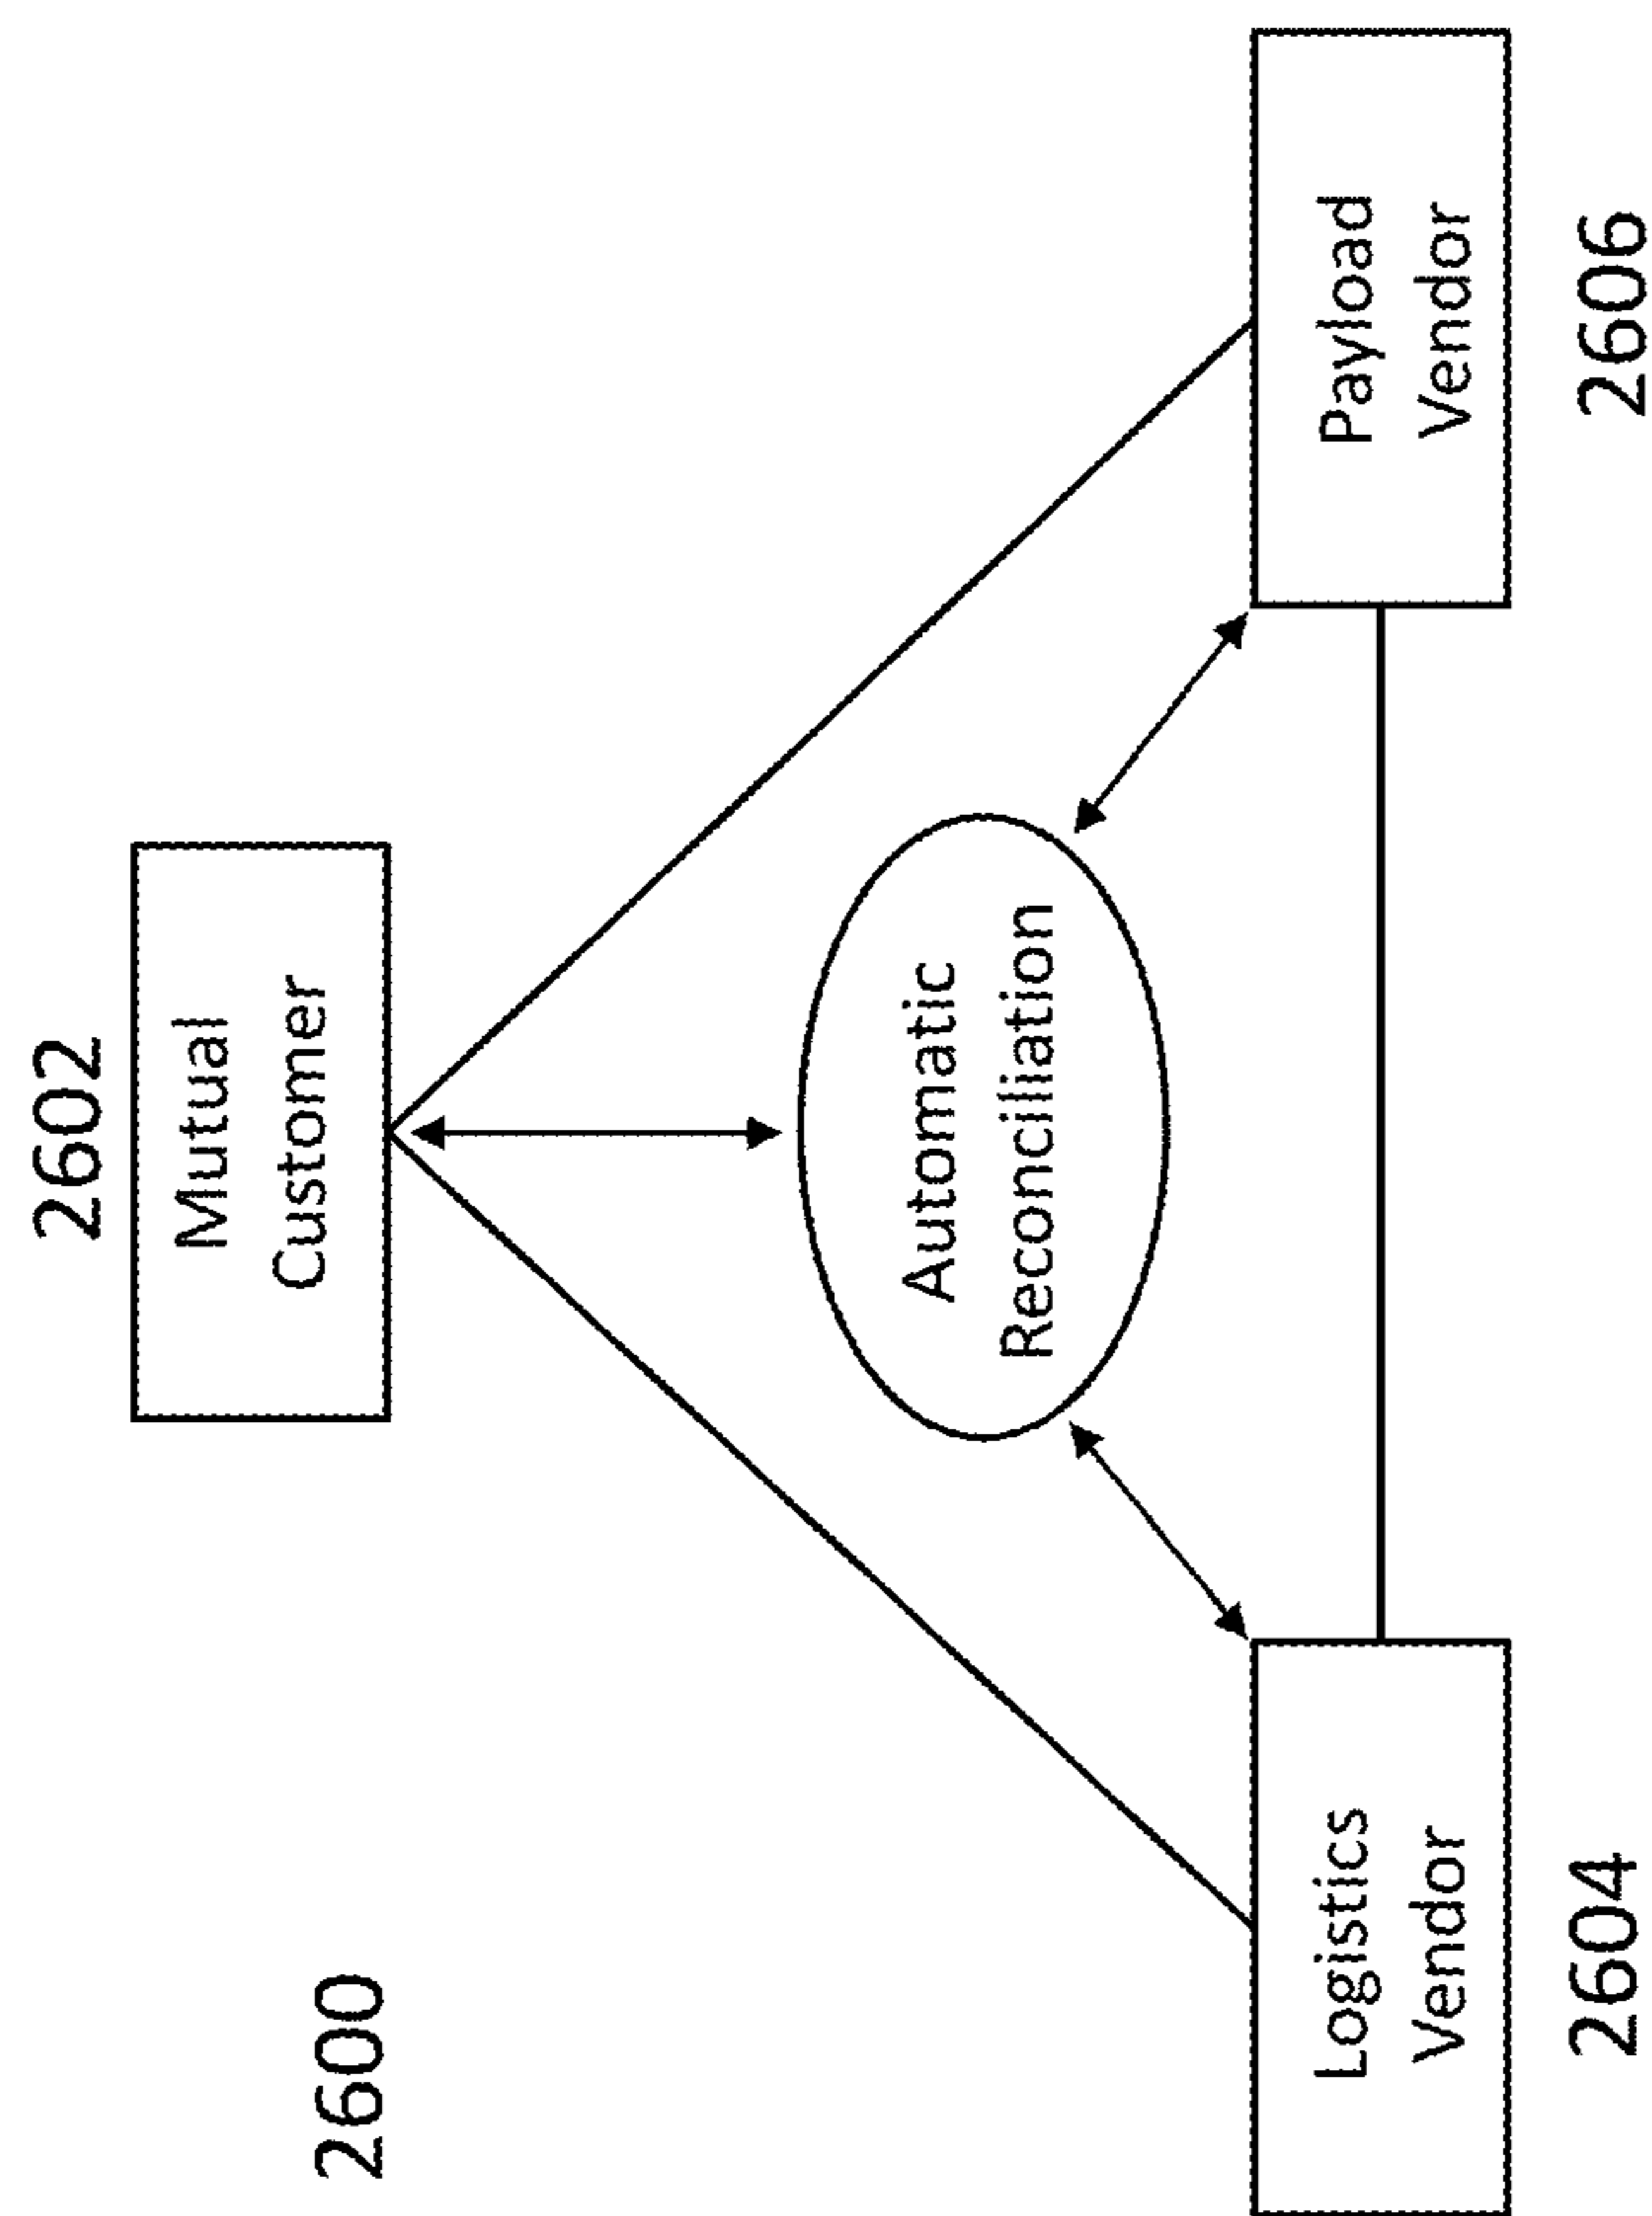 2602
Mutual
Customer
2600
Automatic
Reconciliation
Logistics
Vendor
2604
Payload
Vendor
2606